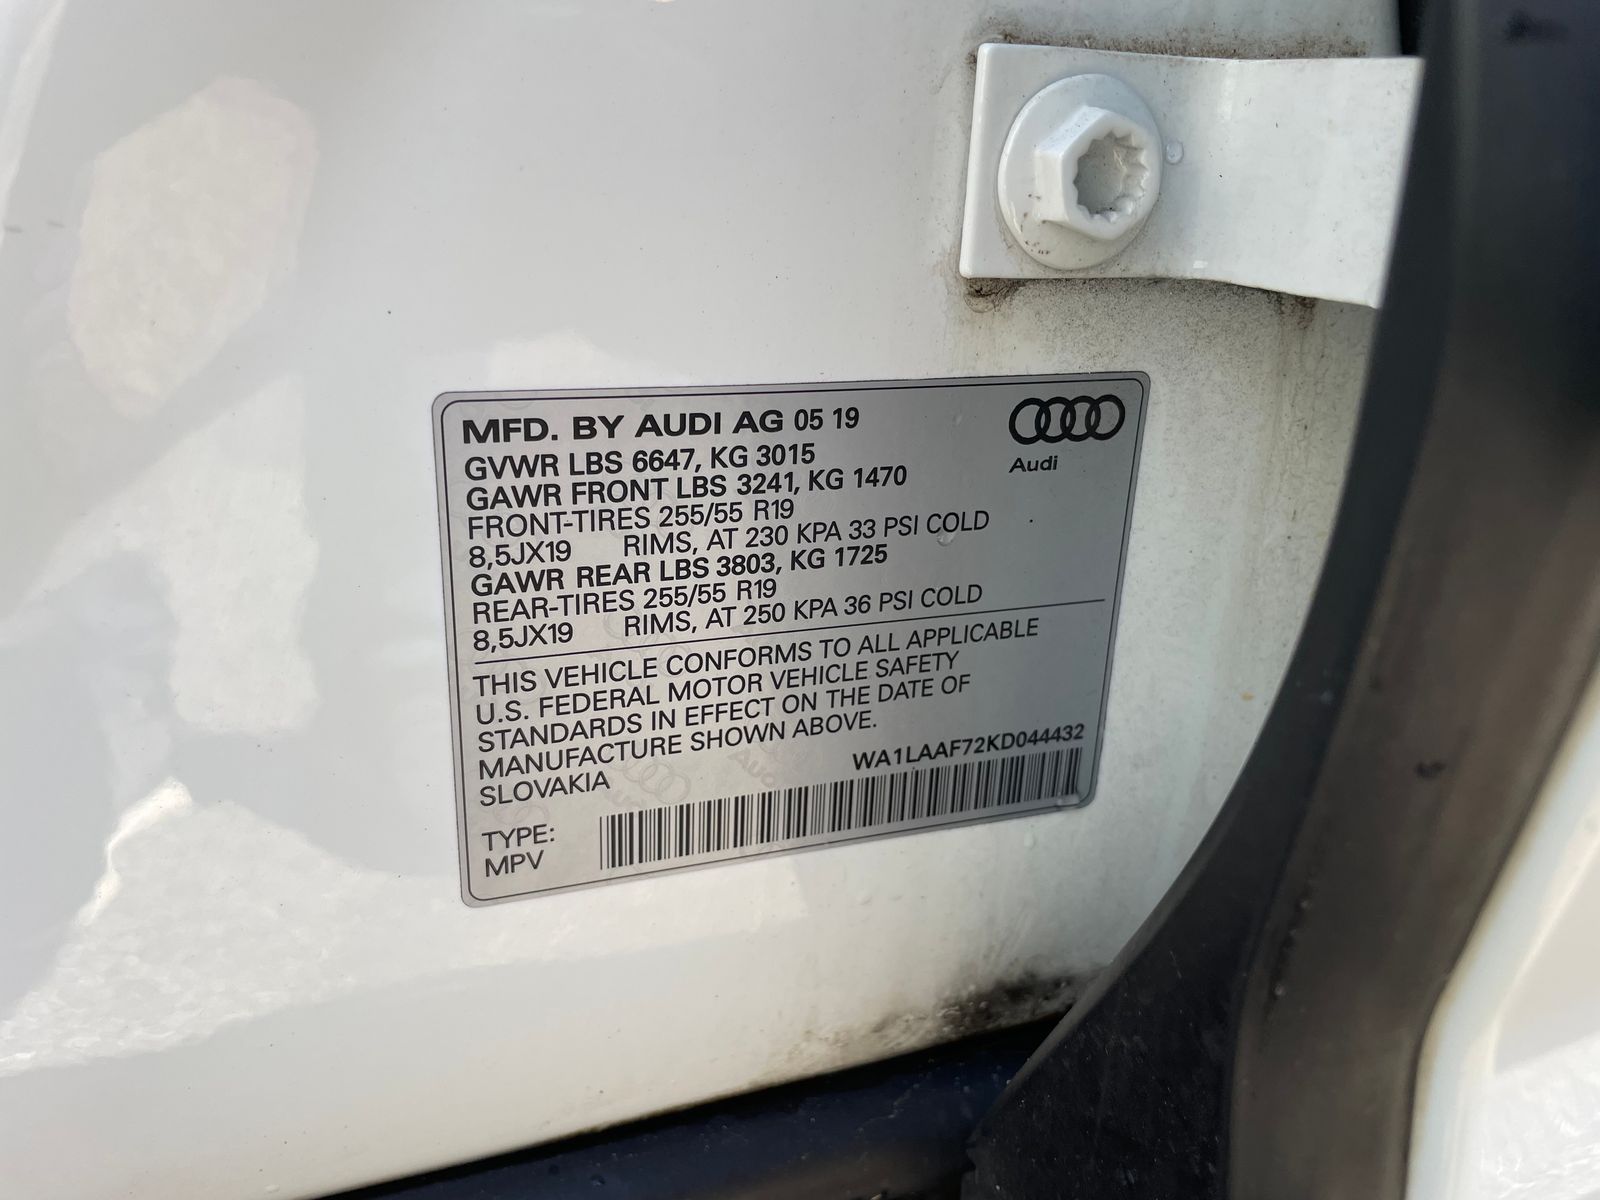 MFD. BY AUDI AG 05 19
GVWR LBS 6647, KG 3015
GAWR FRONT LBS 3241, KG 1470
FRONT-TIRES 255/55 R19
8,5JX19 RIMS, AT 230 KPA 33 PSI COLD
GAWR REAR LBS 3803, KG 1725
REAR-TIRES 255/55 R19
8,5JX19 RIMS, AT 250 KPA 36 PSI COLD
Audi
THIS VEHICLE CONFORMS TO ALL APPLICABLE
U.S. FEDERAL MOTOR VEHICLE SAFETY
STANDARDS IN EFFECT ON THE DATE OF
MANUFACTURE SHOWN ABOVE.
SLOVAKIA
WA1LAAF72KD044432
TYPE:
MPV